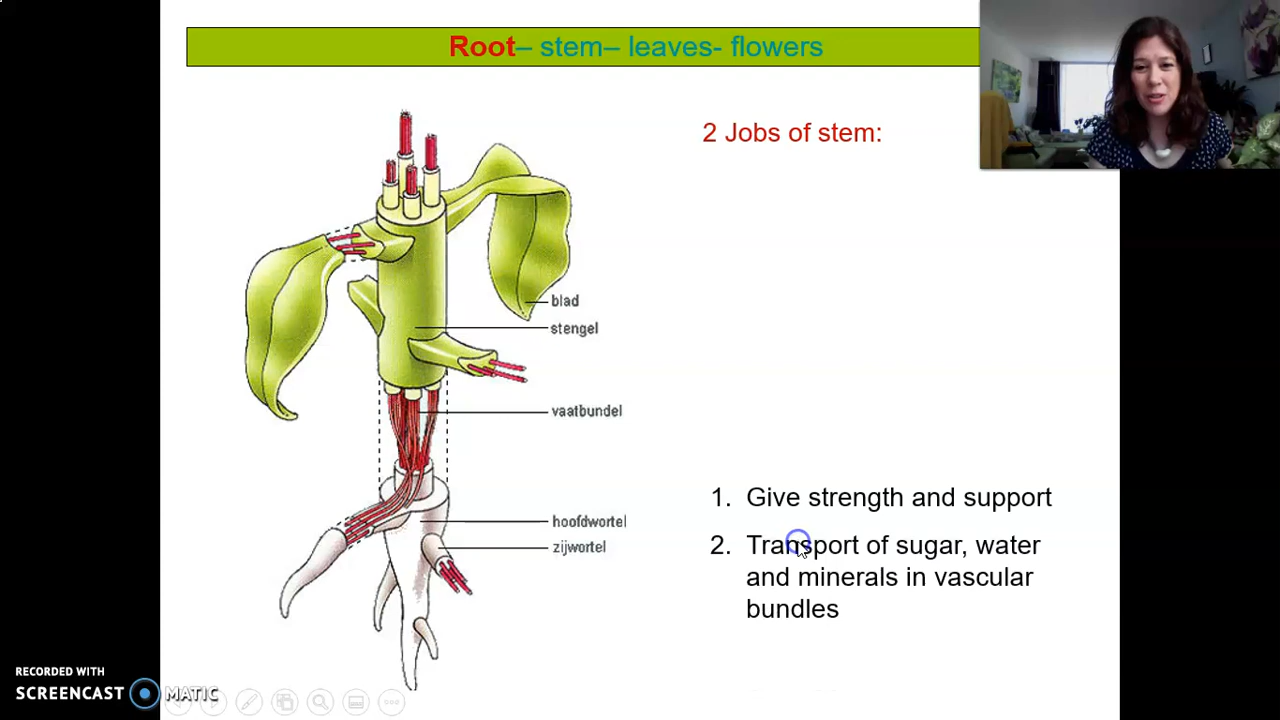 Root– stem– leaves- flowers
2 Jobs of stem:
blad
stengel
vaatbundel
hoofdwortel
zijwortel
1. Give strength and support
2. Transport of sugar, water
and minerals in vascular
bundles
RECORDED WITH
SCREENCAST MATIC